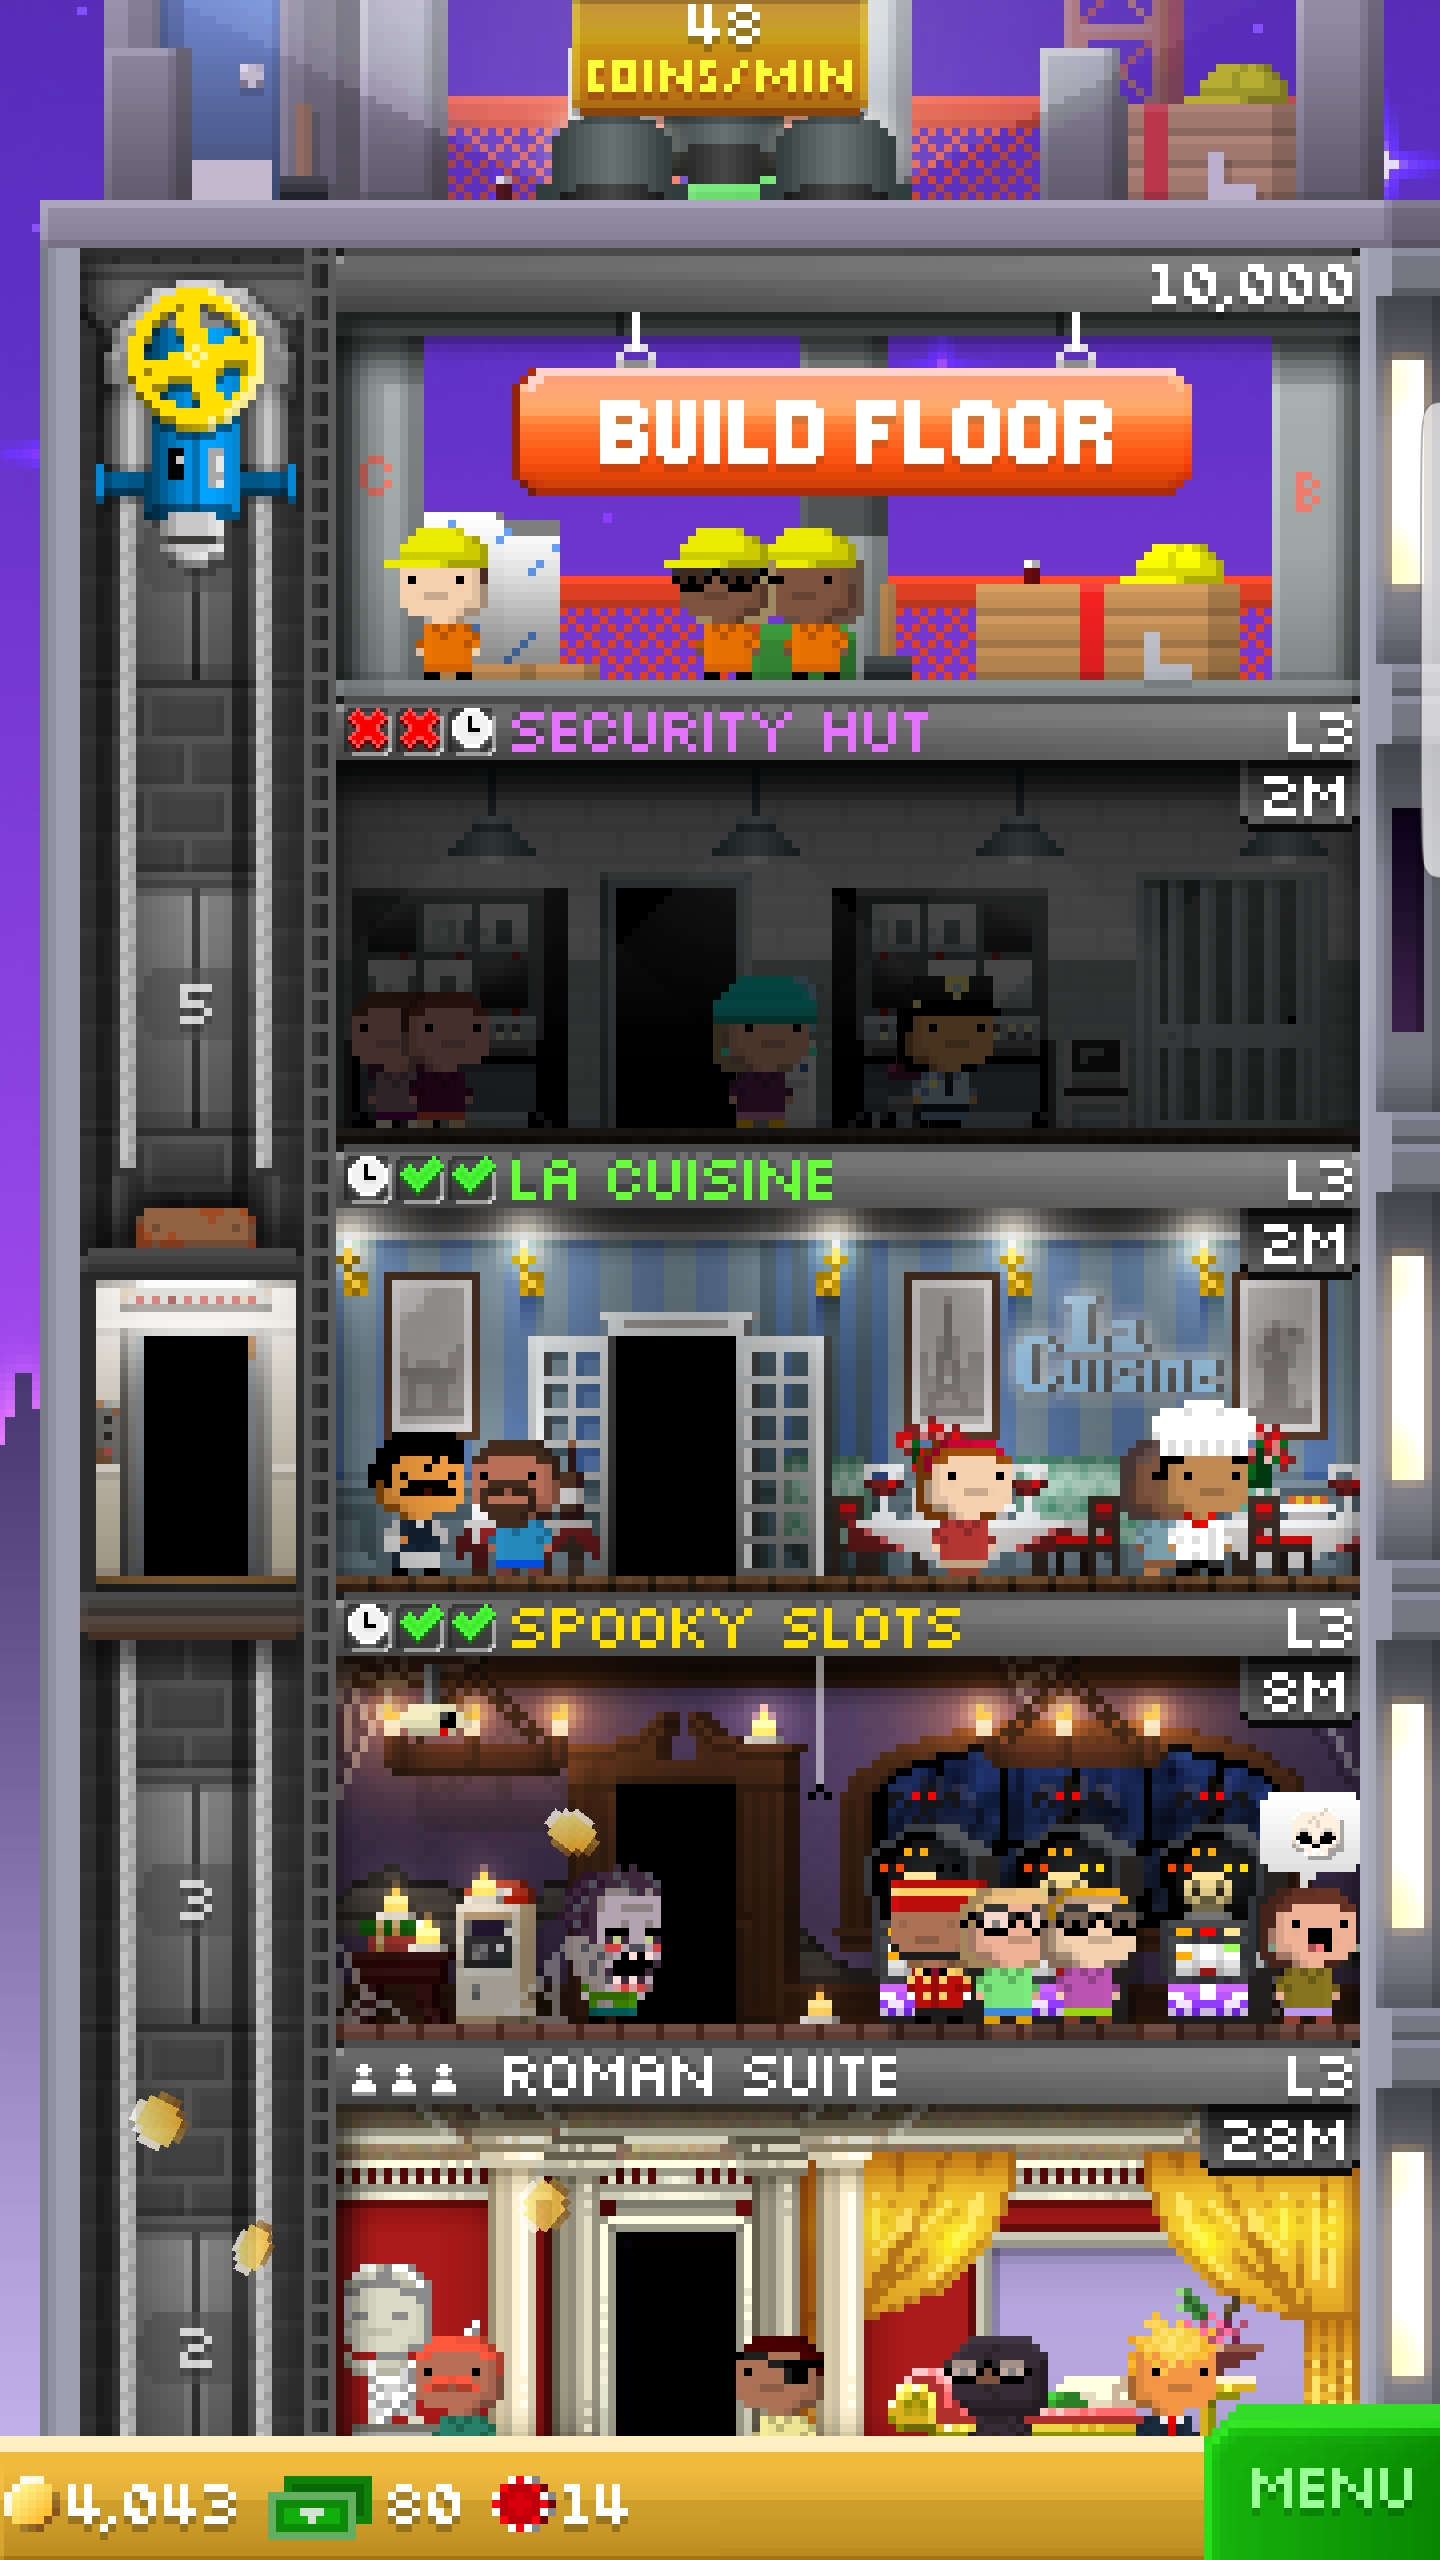 48
COINS/MIN
10,000
BUILD FLOOR
C
B
SECURITY HUT L3
2M
5
LA CUISINE L3
2M
La
Cuisine
SPOOKY SLOTS L3
8M
3
ROMAN SUITE L3
28M
2
4,043 80 14
MENU